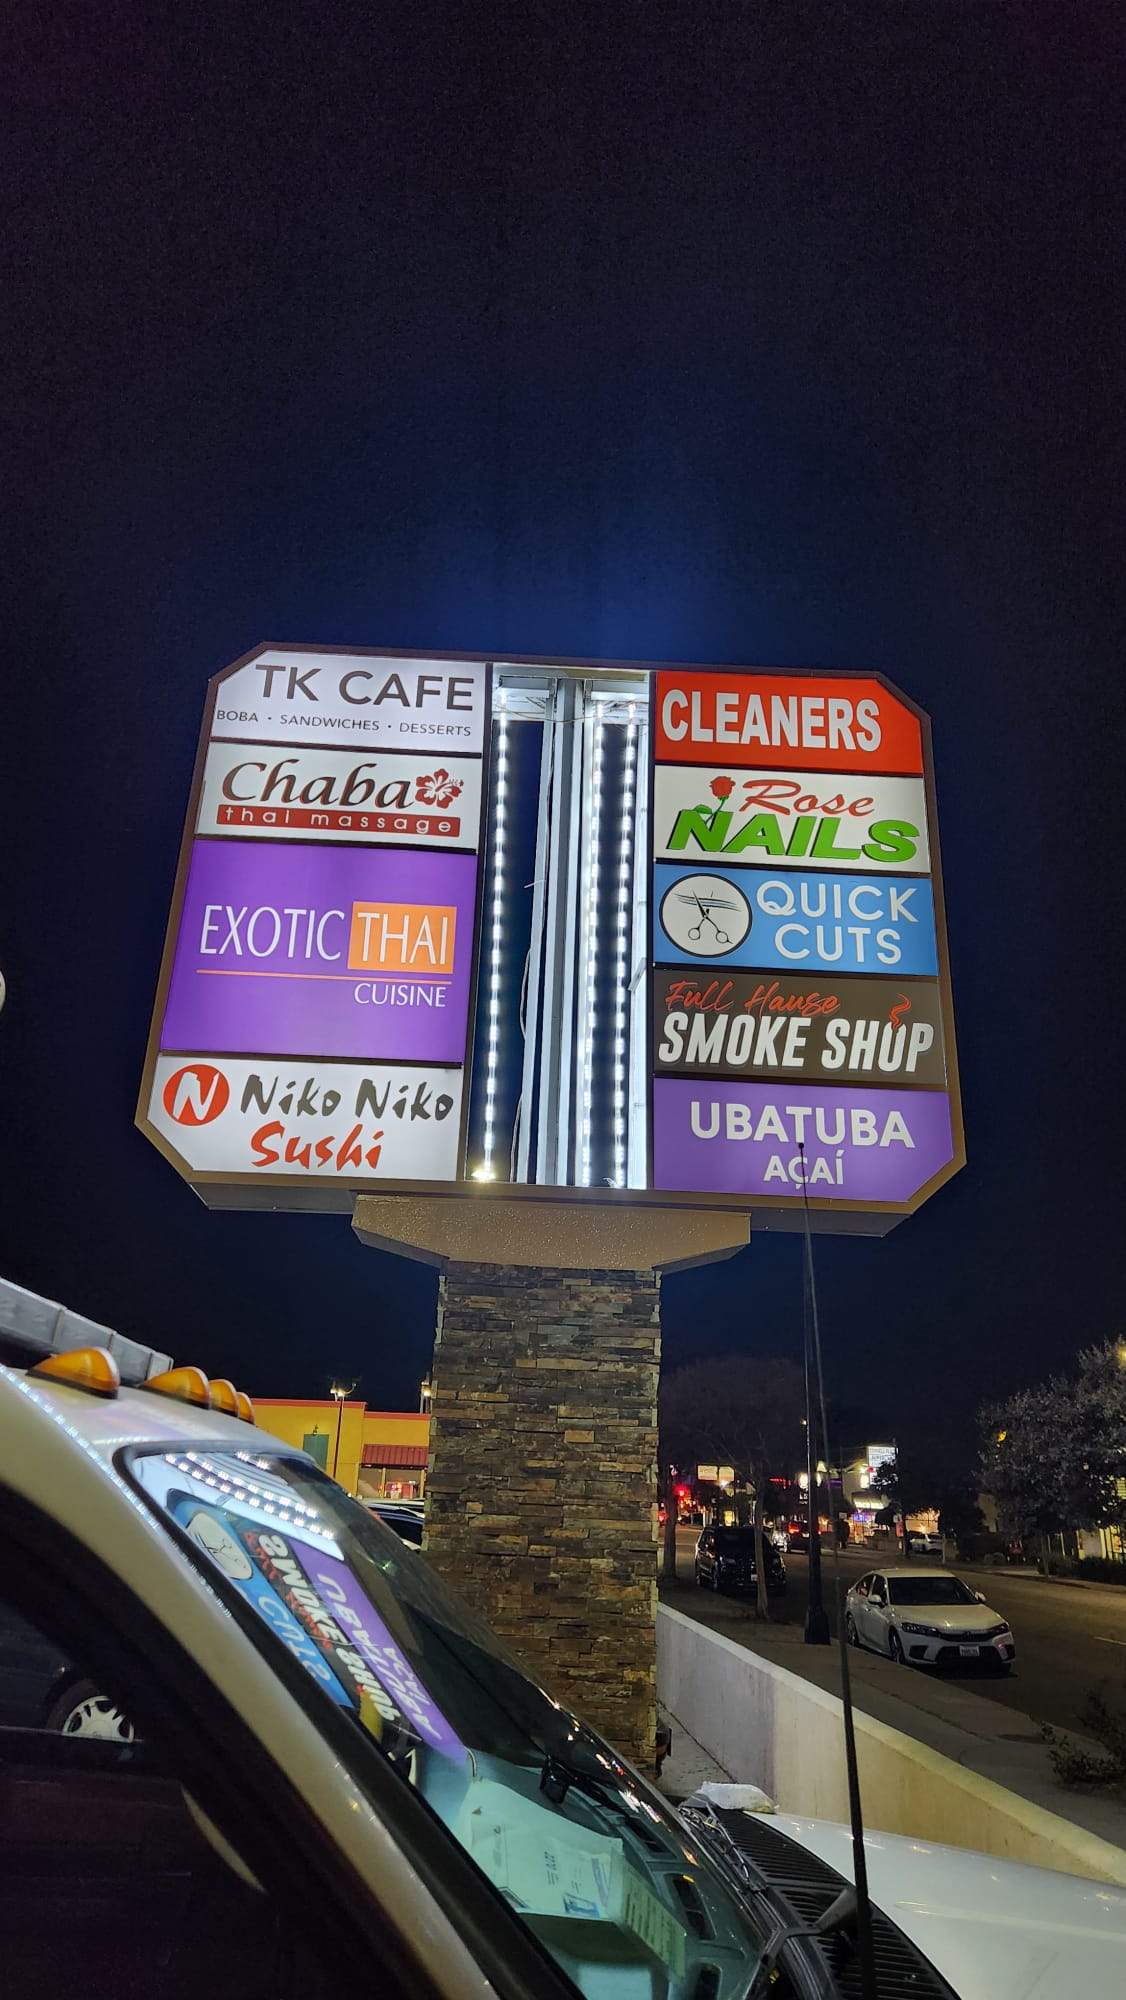 TK CAFE
BOBA · SANDWICHES · DESSERTS
Chaba
thai massage
EXOTIC THAI
CUISINE
N Niko Niko
Sushi
CLEANERS
Rose
NAILS
QUICK
CUTS
Full Hause
SMOKE SHOP
UBATUBA
AÇAÍ